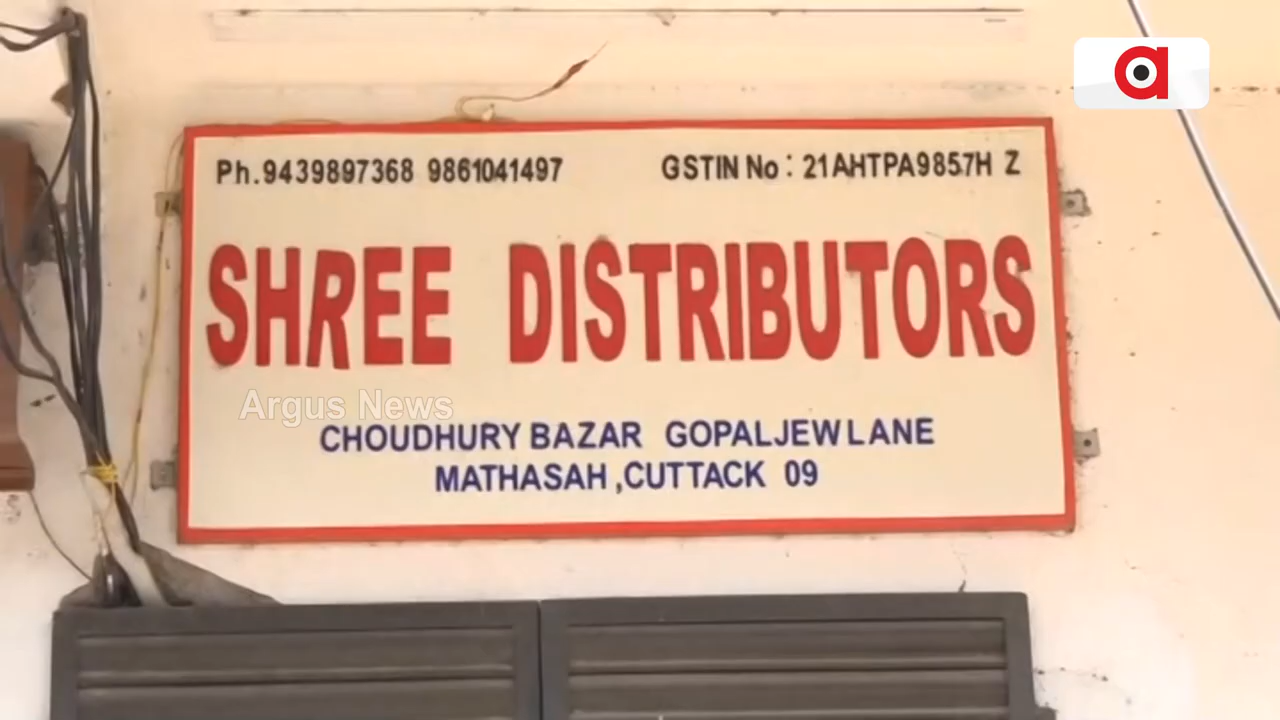 Ph.9439897368 9861041497 GSTIN No : 21AHTPA9857H Z
SHREE DISTRIBUTORS
Argus News
CHOUDHURY BAZAR GOPALJEW LANE
MATHASAH ,CUTTACK 09